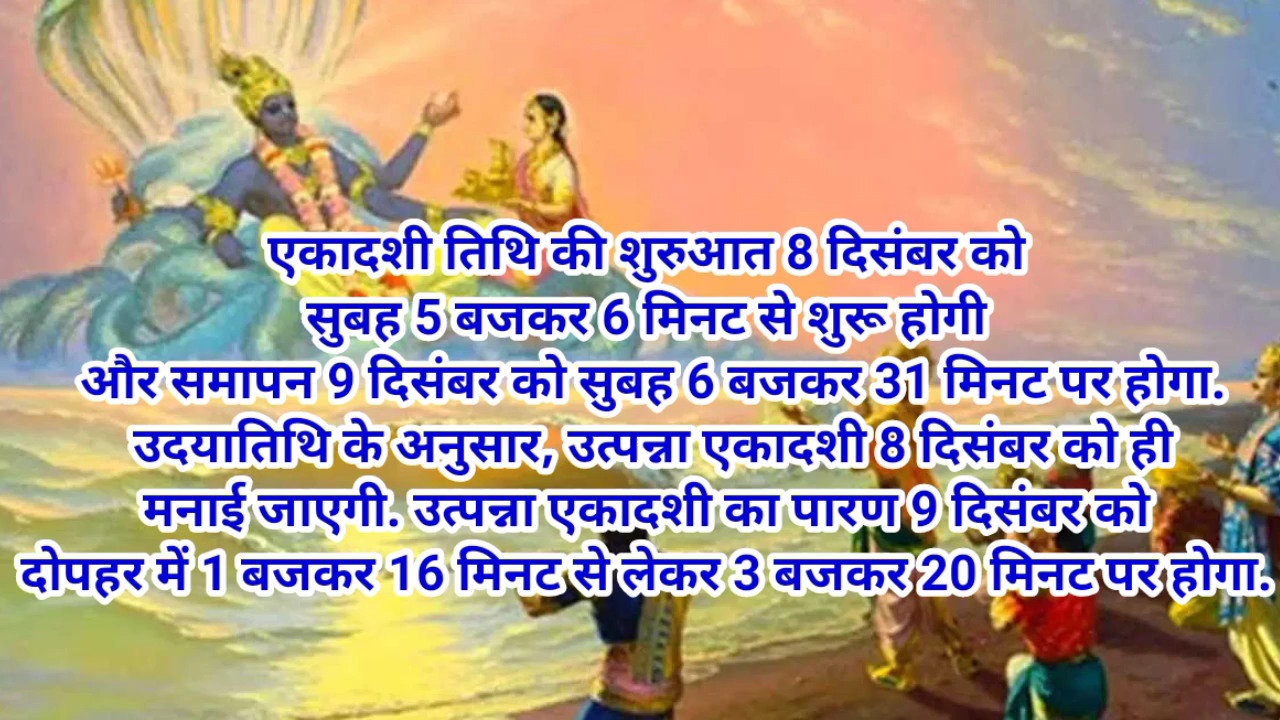 एकादशी तिथि की शुरुआत 8 दिसंबर को
सुबह 5 बजकर 6 मिनट से शुरू होगी
और समापन 9 दिसंबर को सुबह 6 बजकर 31 मिनट पर होगा.
उदयातिथि के अनुसार, उत्पन्ना एकादशी 8 दिसंबर को ही
मनाई जाएगी. उत्पन्ना एकादशी का पारण 9 दिसंबर को
दोपहर में 1 बजकर 16 मिनट से लेकर 3 बजकर 20 मिनट पर होगा.